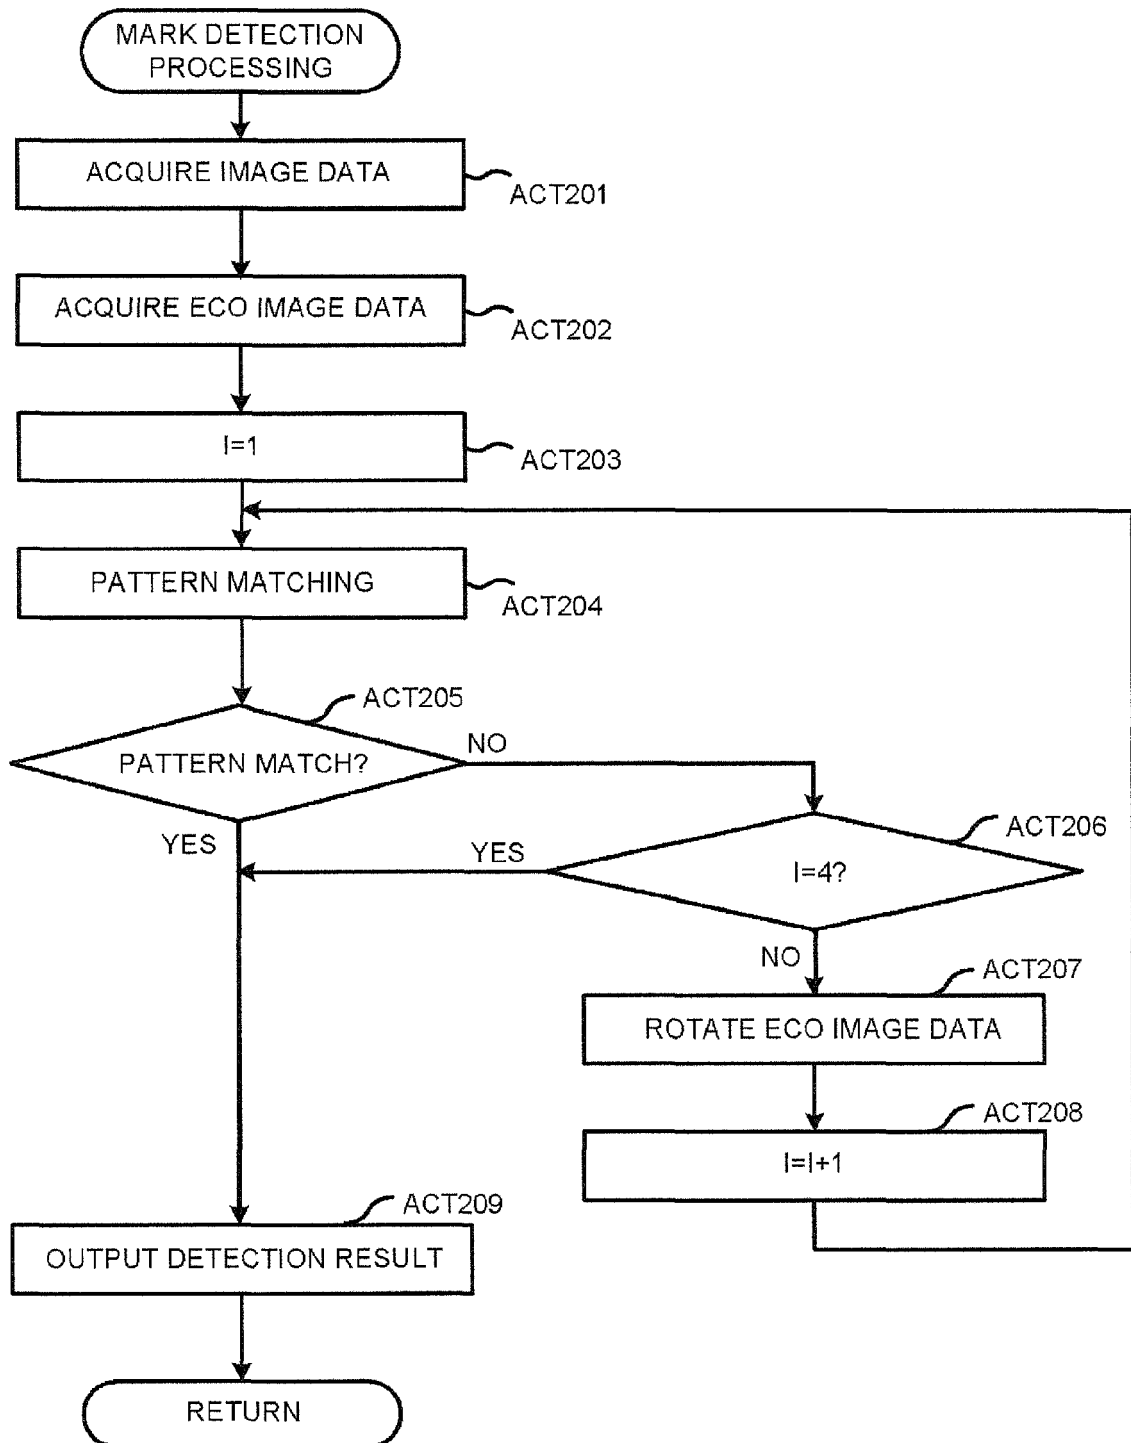 MARK DETECTION
PROCESSING
ACQUIRE IMAGE DATA
ACT201
ACQUIRE ECO IMAGE DATA
ACT202
I=1
ACT203
PATTERN MATCHING
ACT204
ACT205
PATTERN MATCH?
NO
YES
ACT206
I=4?
YES
NO
ACT207
ROTATE ECO IMAGE DATA
ACT208
I=I+1
ACT209
OUTPUT DETECTION RESULT
RETURN